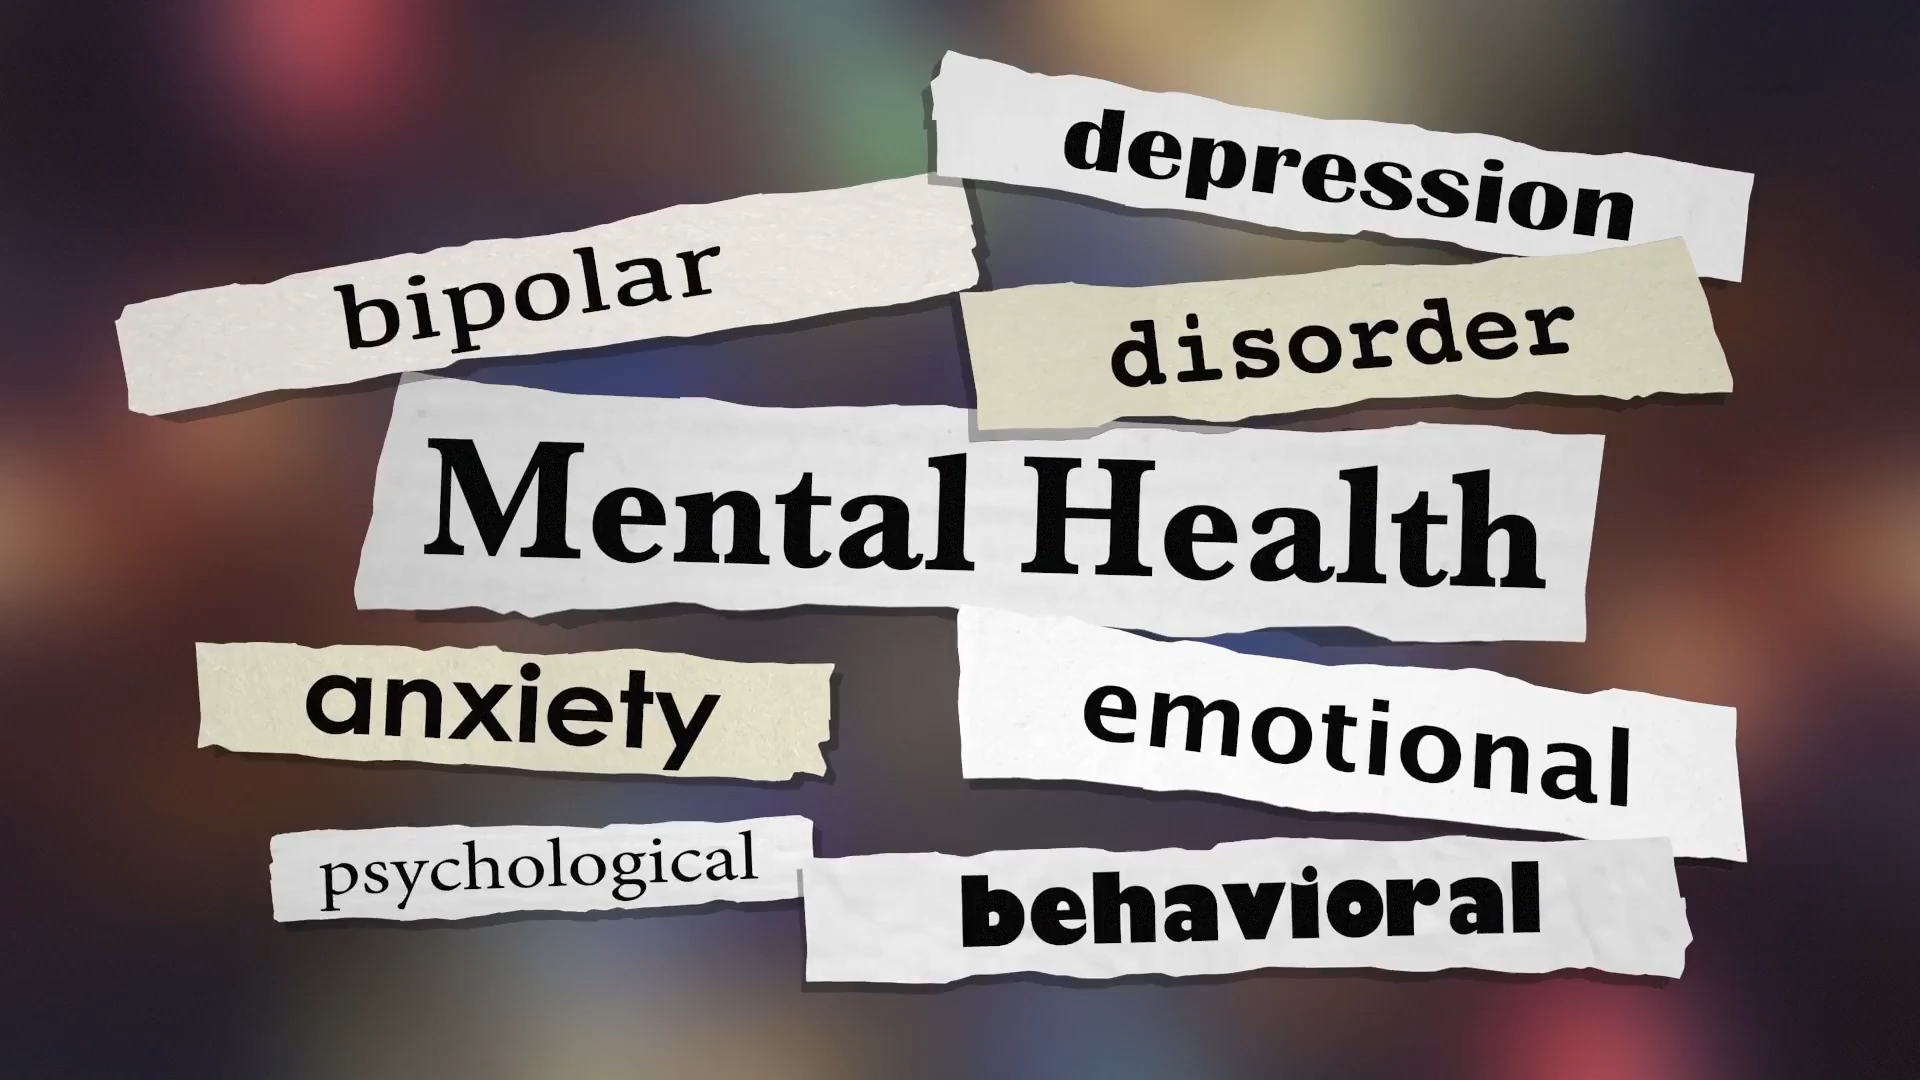 depression
bipolar
disorder
Mental Health
anxiety
emotional
psychological
behavioral